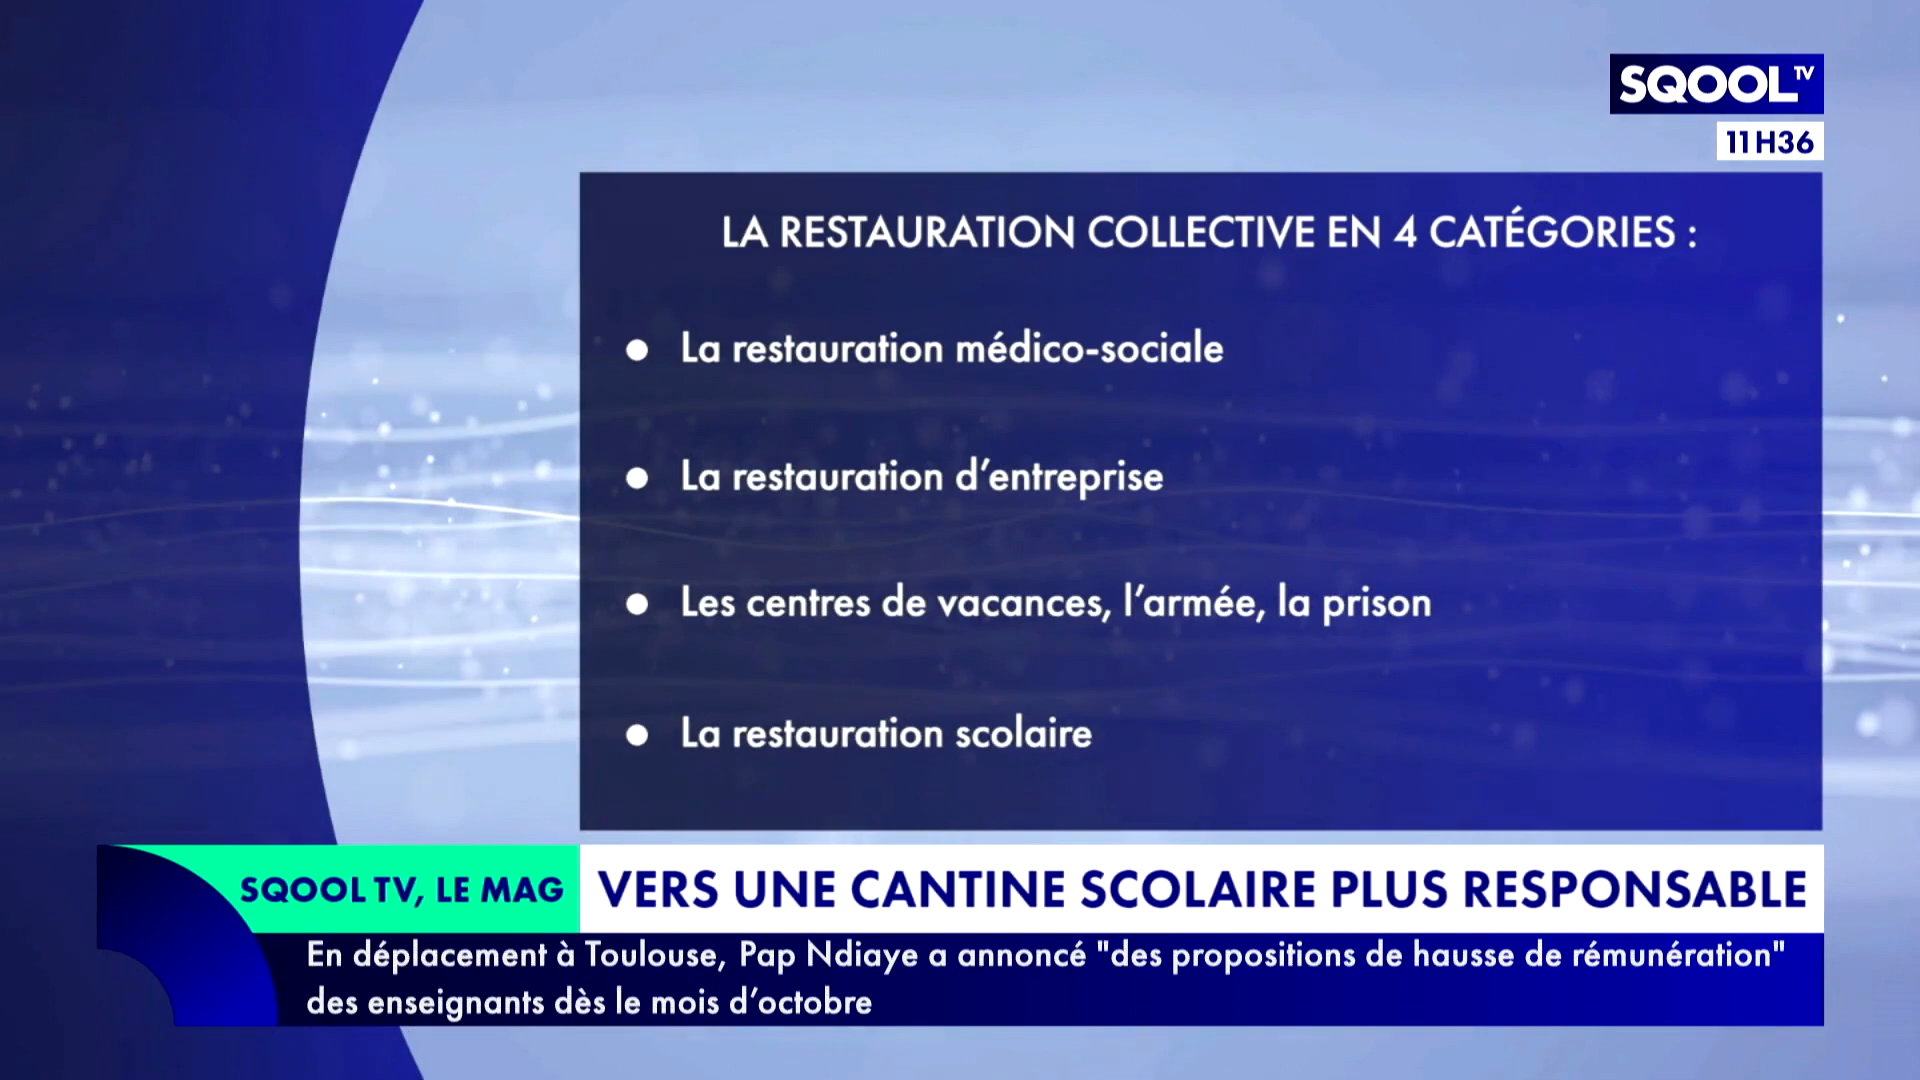 SQOOL TV
11H36
LA RESTAURATION COLLECTIVE EN 4 CATÉGORIES :
● La restauration médico-sociale
● La restauration d’entreprise
● Les centres de vacances, l’armée, la prison
● La restauration scolaire
SQOOL TV, LE MAG
VERS UNE CANTINE SCOLAIRE PLUS RESPONSABLE
En déplacement à Toulouse, Pap Ndiaye a annoncé "des propositions de hausse de rémunération"
des enseignants dès le mois d’octobre